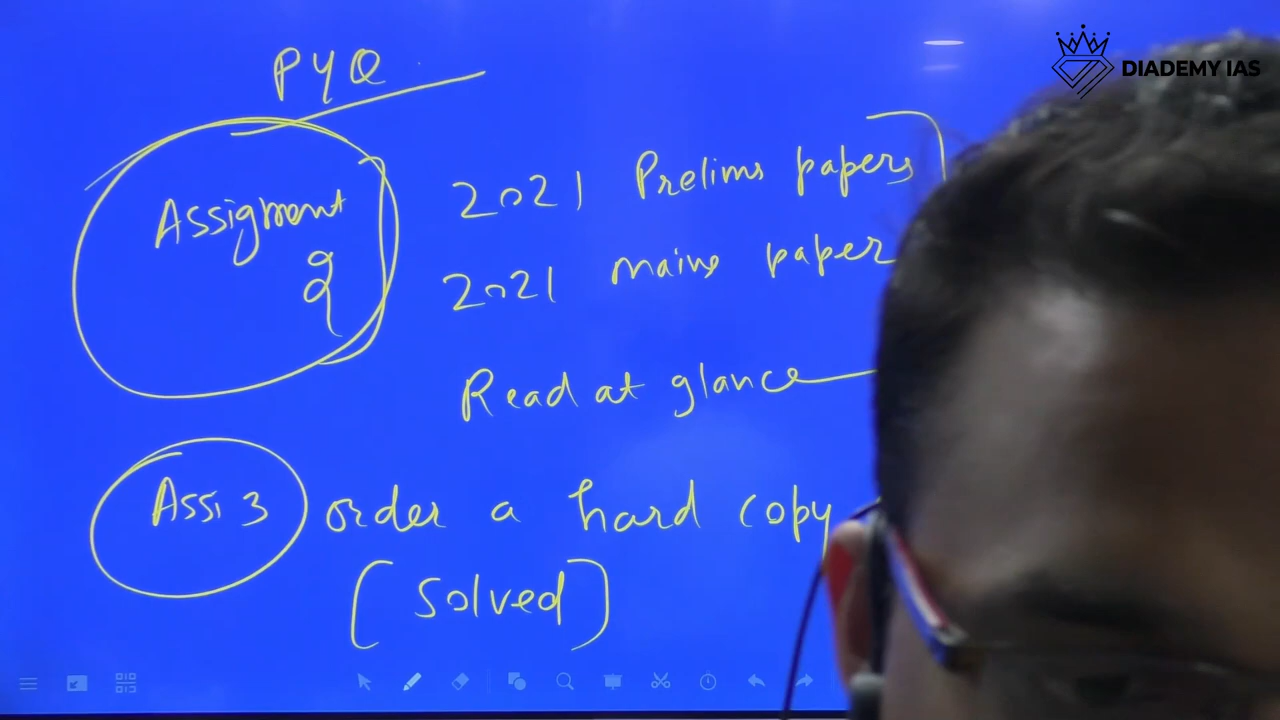 PYQ
DIADEMY IAS
Assignment
2
2021 Prelims papers
2021 mains paper
Read at glance
Assi 3 order a hard copy
[Solved]